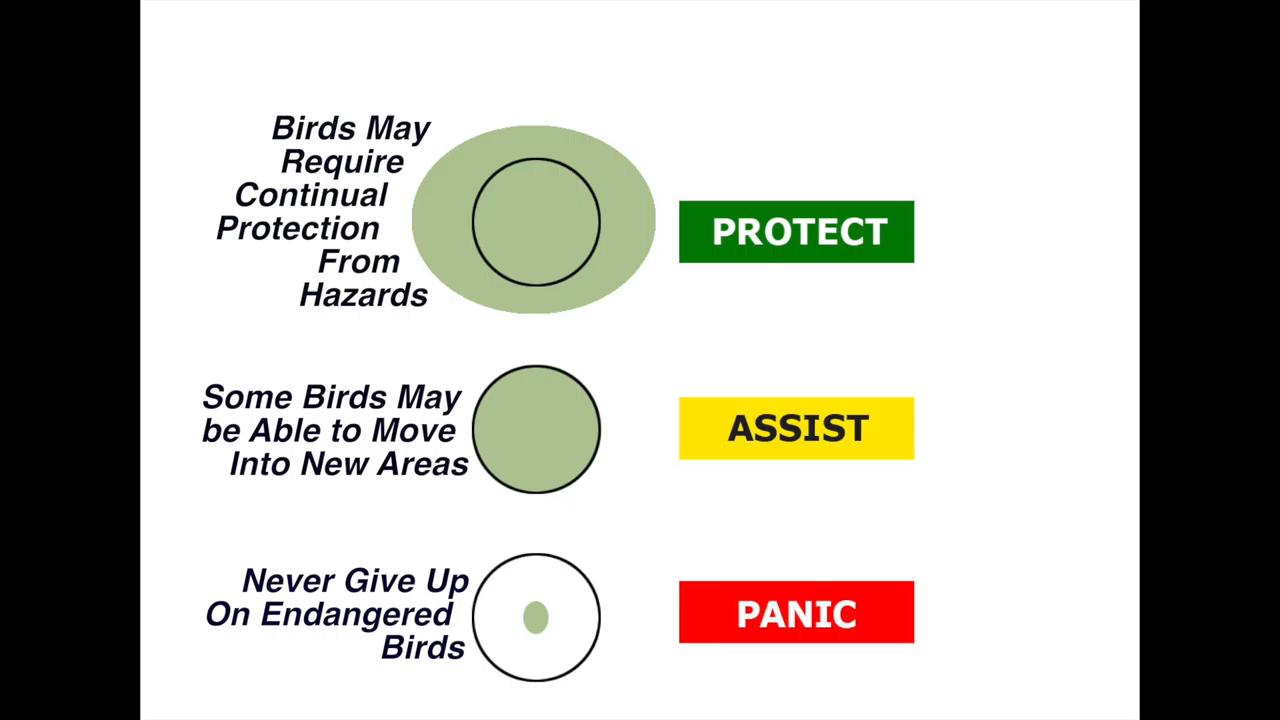 Birds May
Require
Continual
Protection
From
Hazards
PROTECT
Some Birds May
be Able to Move
Into New Areas
ASSIST
Never Give Up
On Endangered
Birds
PANIC